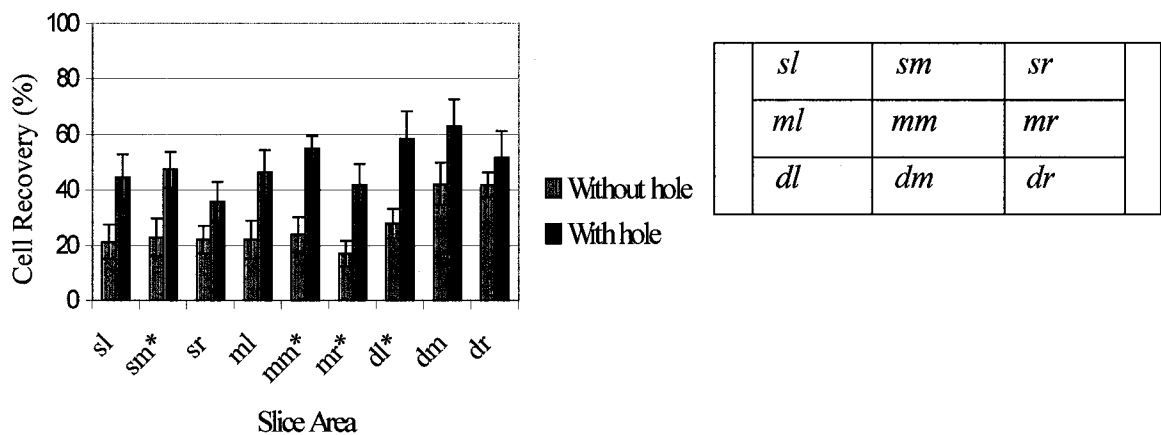 Cell Recovery (%)
100
80
60
40
20
0
sl
sm*
sr
ml
mm*
mr*
dl*
dm
dr
Slice Area
Without hole
With hole
sl sm sr
ml mm mr
dl dm dr